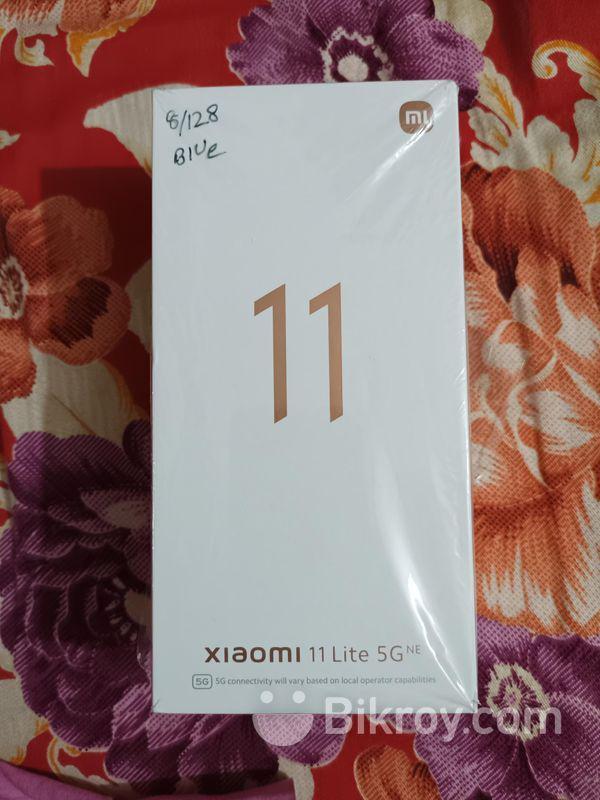 8/128
Blue
mi
11
xiaomi 11 Lite 5G NE
5G 5G connectivity will vary based on local operator capabilities
Bikroy.com